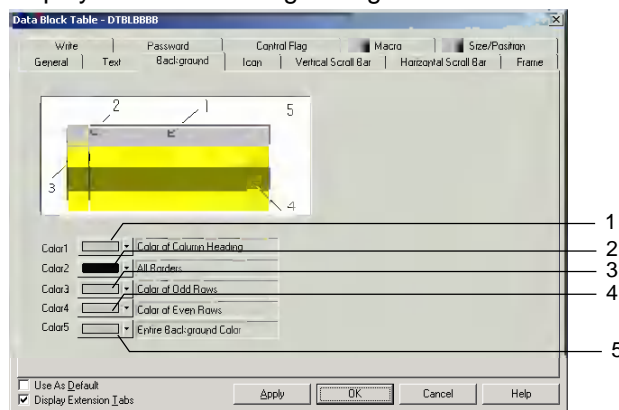 Data Block Table - DTBLBBBB
Write Password Control Flag Macro Size/Position
General Text Background Icon Vertical Scroll Bar Horizontal Scroll Bar Frame
2 1 5
3
4
Color1 Color of Column Heading 1
Color2 All Borders 2
Color3 Color of Odd Rows 3
Color4 Color of Even Rows 4
Color5 Entire Background Color
5
Use As Default
Display Extension Tabs
Apply OK Cancel Help